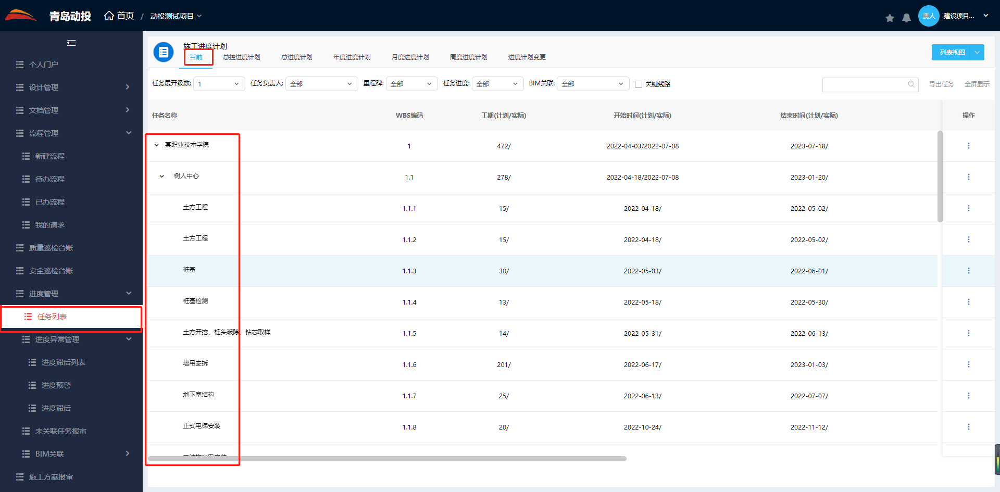 青岛动投 首页 / 动投测试项目
责人 建设项目...
个人门户
设计管理
文档管理
流程管理
新建流程
待办流程
已办流程
我的请求
质量巡检台账
安全巡检台账
进度管理
任务列表
进度异常管理
进度滞后列表
进度预警
进度滞后
未关联任务报审
BIM关联
施工方案报审
施工进度计划
当前 总控进度计划 总进度计划 年度进度计划 月度进度计划 周度进度计划 进度计划变更
列表视图
任务展开级数: 1 任务负责人: 全部 里程碑: 全部 任务进度: 全部 BIM关联: 全部 关键线路 导出任务 全屏显示
任务名称 WBS编码 工期(计划/实际) 开始时间(计划/实际) 结束时间(计划/实际) 操作
某职业技术学院 1 472/ 2022-04-03/2022-07-08 2023-07-18/
树人中心 1.1 278/ 2022-04-18/2022-07-08 2023-01-20/
土方工程 1.1.1 15/ 2022-04-18/ 2022-05-02/
土方工程 1.1.2 15/ 2022-04-18/ 2022-05-02/
桩基 1.1.3 30/ 2022-05-03/ 2022-06-01/
桩基检测 1.1.4 13/ 2022-05-18/ 2022-05-30/
土方开挖、桩头破除、钻芯取样 1.1.5 14/ 2022-05-31/ 2022-06-13/
塔吊安拆 1.1.6 201/ 2022-06-17/ 2023-01-03/
地下室结构 1.1.7 25/ 2022-06-13/ 2022-07-07/
正式电梯安装 1.1.8 20/ 2022-10-24/ 2022-11-12/